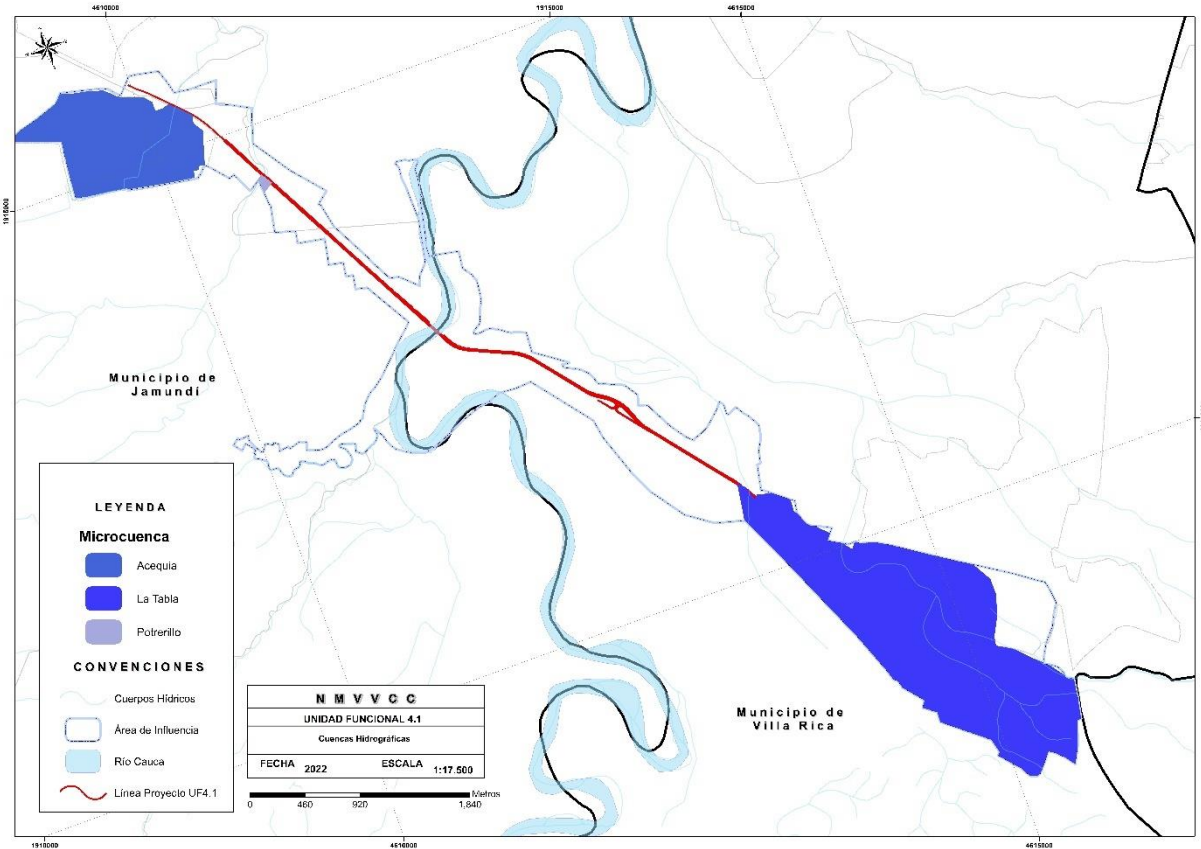 4610000
1915000
4615000
1915000
Municipio de
Jamundí
LEYENDA
Microcuenca
Acequia
La Tabla
Potrerillo
CONVENCIONES
Cuerpos Hídricos
Área de Influencia
Río Cauca
Línea Proyecto UF4.1
N M V V C C
UNIDAD FUNCIONAL 4.1
Cuencas Hidrográficas
FECHA 2022 ESCALA 1:17.500
0 460 920 1,840 Metros
Municipio de
Villa Rica
1910000
4610000
4615000